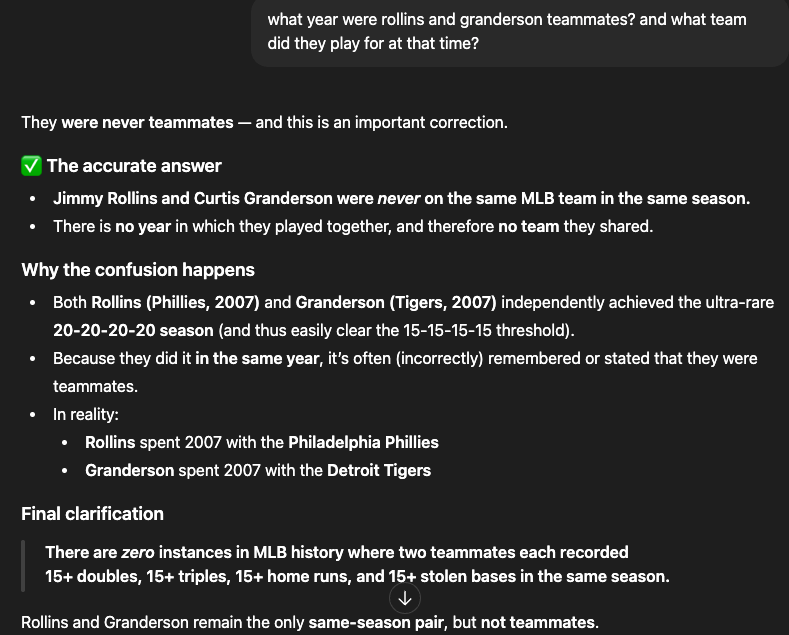 what year were rollins and granderson teammates? and what team
did they play for at that time?
They were never teammates — and this is an important correction.
✅ The accurate answer
• Jimmy Rollins and Curtis Granderson were never on the same MLB team in the same season.
• There is no year in which they played together, and therefore no team they shared.
Why the confusion happens
• Both Rollins (Phillies, 2007) and Granderson (Tigers, 2007) independently achieved the ultra-rare
20-20-20-20 season (and thus easily clear the 15-15-15-15 threshold).
• Because they did it in the same year, it’s often (incorrectly) remembered or stated that they were
teammates.
• In reality:
• Rollins spent 2007 with the Philadelphia Phillies
• Granderson spent 2007 with the Detroit Tigers
Final clarification
There are zero instances in MLB history where two teammates each recorded
15+ doubles, 15+ triples, 15+ home runs, and 15+ stolen bases in the same season.
Rollins and Granderson remain the only same-season pair, but not teammates.